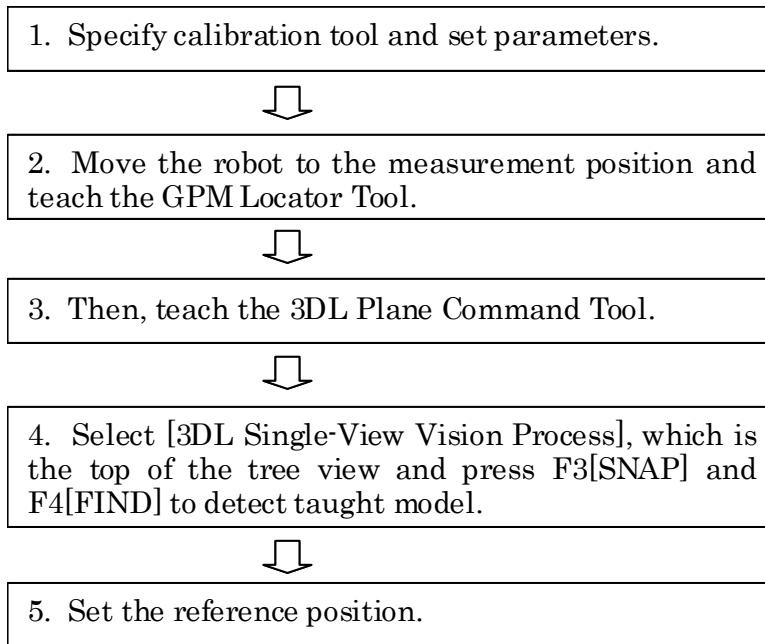 1. Specify calibration tool and set parameters.
2. Move the robot to the measurement position and
teach the GPM Locator Tool.
3. Then, teach the 3DL Plane Command Tool.
4. Select [3DL Single-View Vision Process], which is
the top of the tree view and press F3[SNAP] and
F4[FIND] to detect taught model.
5. Set the reference position.